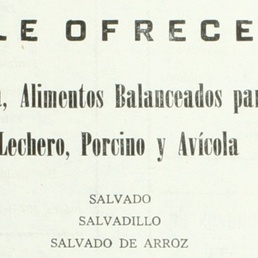 LE OFRECE
Alimentos Balanceados par
Lechero, Porcino y Avícola
SALVADO
SALVADILLO
SALVADO DE ARROZ